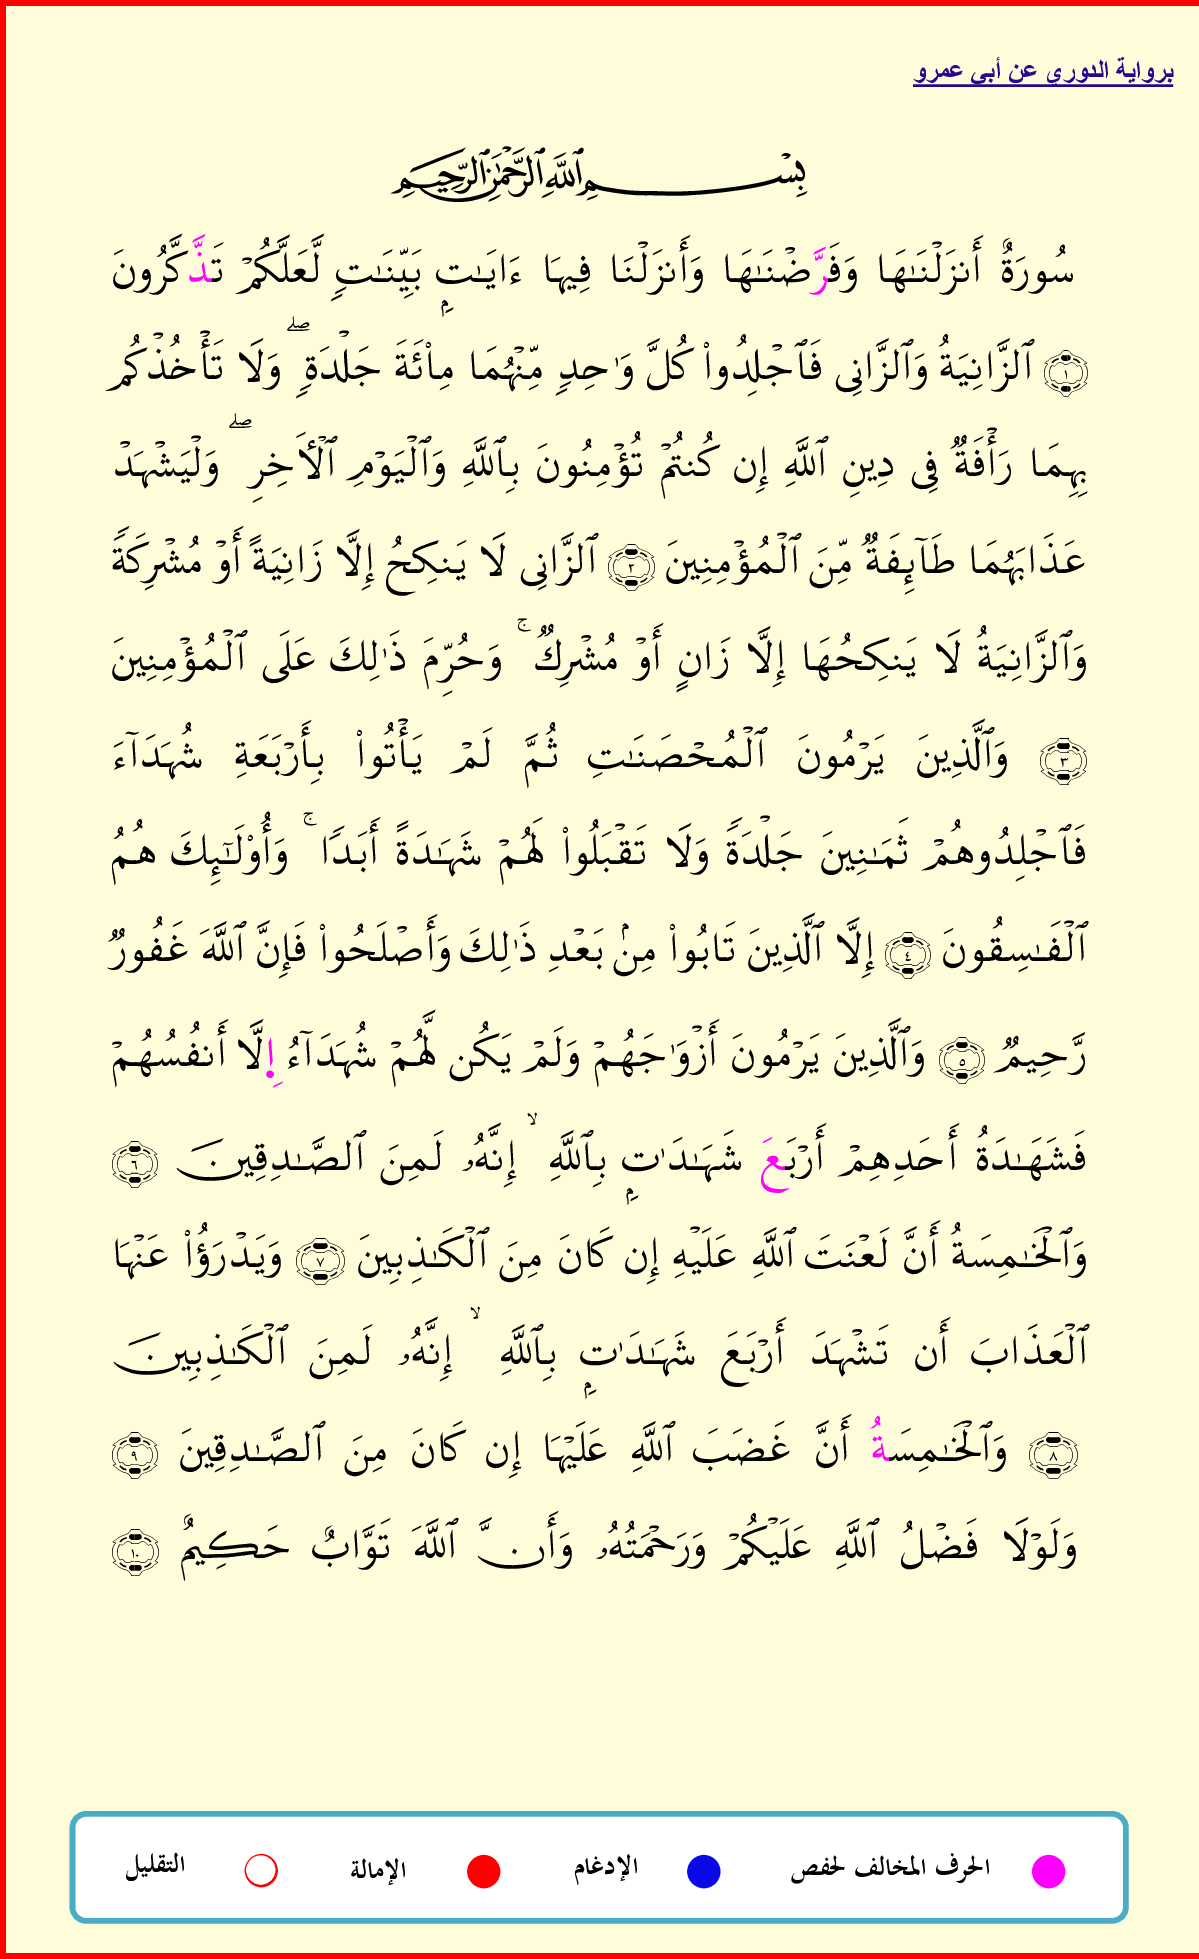 برواية الدوري عن أبي عمرو
بِسْمِ اللَّهِ الرَّحْمَٰنِ الرَّحِيمِ
سُورَةٌ أَنزَلْنَٰهَا وَفَرَّضْنَٰهَا وَأَنزَلْنَا فِيهَا ءَايَٰتِۭ بَيِّنَٰتٖ لَّعَلَّكُمْ تَذَّكَّرُونَ
١ ٱلزَّانِيَةُ وَٱلزَّانِى فَٱجْلِدُوا۟ كُلَّ وَٰحِدٍ مِّنْهُمَا مِا۟ئَةَ جَلْدَةٍ ۖ وَلَا تَأْخُذْكُم
بِهِمَا رَأْفَةٌ فِى دِينِ ٱللَّهِ إِن كُنتُمْ تُؤْمِنُونَ بِٱللَّهِ وَٱلْيَوْمِ ٱلْأَخِرِ ۖ وَلْيَشْهَدْ
عَذَابَهُمَا طَآئِفَةٌ مِّنَ ٱلْمُؤْمِنِينَ ٢ ٱلزَّانِى لَا يَنكِحُ إِلَّا زَانِيَةً أَوْ مُشْرِكَةً
وَٱلزَّانِيَةُ لَا يَنكِحُهَا إِلَّا زَانٍ أَوْ مُشْرِكٌ ۚ وَحُرِّمَ ذَٰلِكَ عَلَى ٱلْمُؤْمِنِينَ
٣ وَٱلَّذِينَ يَرْمُونَ ٱلْمُحْصَنَٰتِ ثُمَّ لَمْ يَأْتُوا۟ بِأَرْبَعَةِ شُهَدَآءَ
فَٱجْلِدُوهُمْ ثَمَٰنِينَ جَلْدَةً وَلَا تَقْبَلُوا۟ لَهُمْ شَهَٰدَةً أَبَدًا ۚ وَأُو۟لَٰٓئِكَ هُمُ
ٱلْفَٰسِقُونَ ٤ إِلَّا ٱلَّذِينَ تَابُوا۟ مِنۢ بَعْدِ ذَٰلِكَ وَأَصْلَحُوا۟ فَإِنَّ ٱللَّهَ غَفُورٌ
رَّحِيمٌ ٥ وَٱلَّذِينَ يَرْمُونَ أَزْوَٰجَهُمْ وَلَمْ يَكُن لَّهُمْ شُهَدَآءُ اِ۬لَّا أَنفُسُهُمْ
فَشَهَٰدَةُ أَحَدِهِمْ أَرْبَعَ شَهَٰدَٰتِۭ بِٱللَّهِ ۙ إِنَّهُۥ لَمِنَ ٱلصَّٰدِقِينَ ٦
وَٱلْخَٰمِسَةُ أَنَّ لَعْنَتَ ٱللَّهِ عَلَيْهِ إِن كَانَ مِنَ ٱلْكَٰذِبِينَ ٧ وَيَدْرَؤُا۟ عَنْهَا
ٱلْعَذَابَ أَن تَشْهَدَ أَرْبَعَ شَهَٰدَٰتِۭ بِٱللَّهِ ۙ إِنَّهُۥ لَمِنَ ٱلْكَٰذِبِينَ
٨ وَٱلْخَٰمِسَةُ أَنَّ غَضَبَ ٱللَّهِ عَلَيْهَا إِن كَانَ مِنَ ٱلصَّٰدِقِينَ ٩
وَلَوْلَا فَضْلُ ٱللَّهِ عَلَيْكُمْ وَرَحْمَتُهُۥ وَأَنَّ ٱللَّهَ تَوَّابٌ حَكِيمٌ ١٠
الحرف المخالف لحفص الإدغام الإمالة التقليل